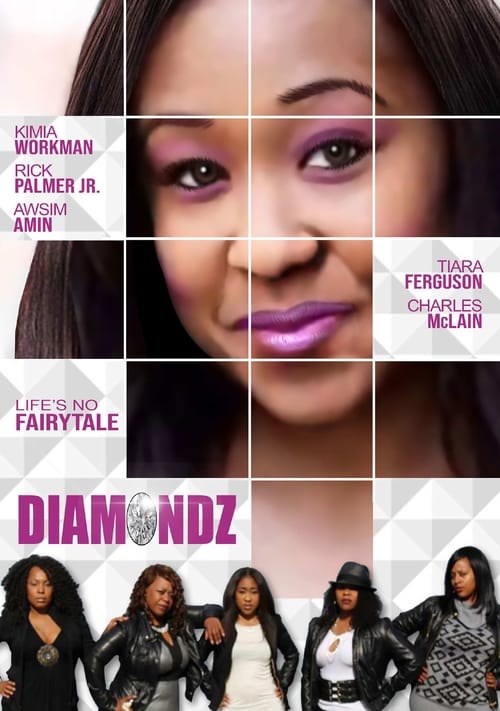 KIMIA
WORKMAN
RICK
PALMER JR.
AWSIM
AMIN
TIARA
FERGUSON
CHARLES
McLAIN
LIFE'S NO
FAIRYTALE
DIAMONDZ